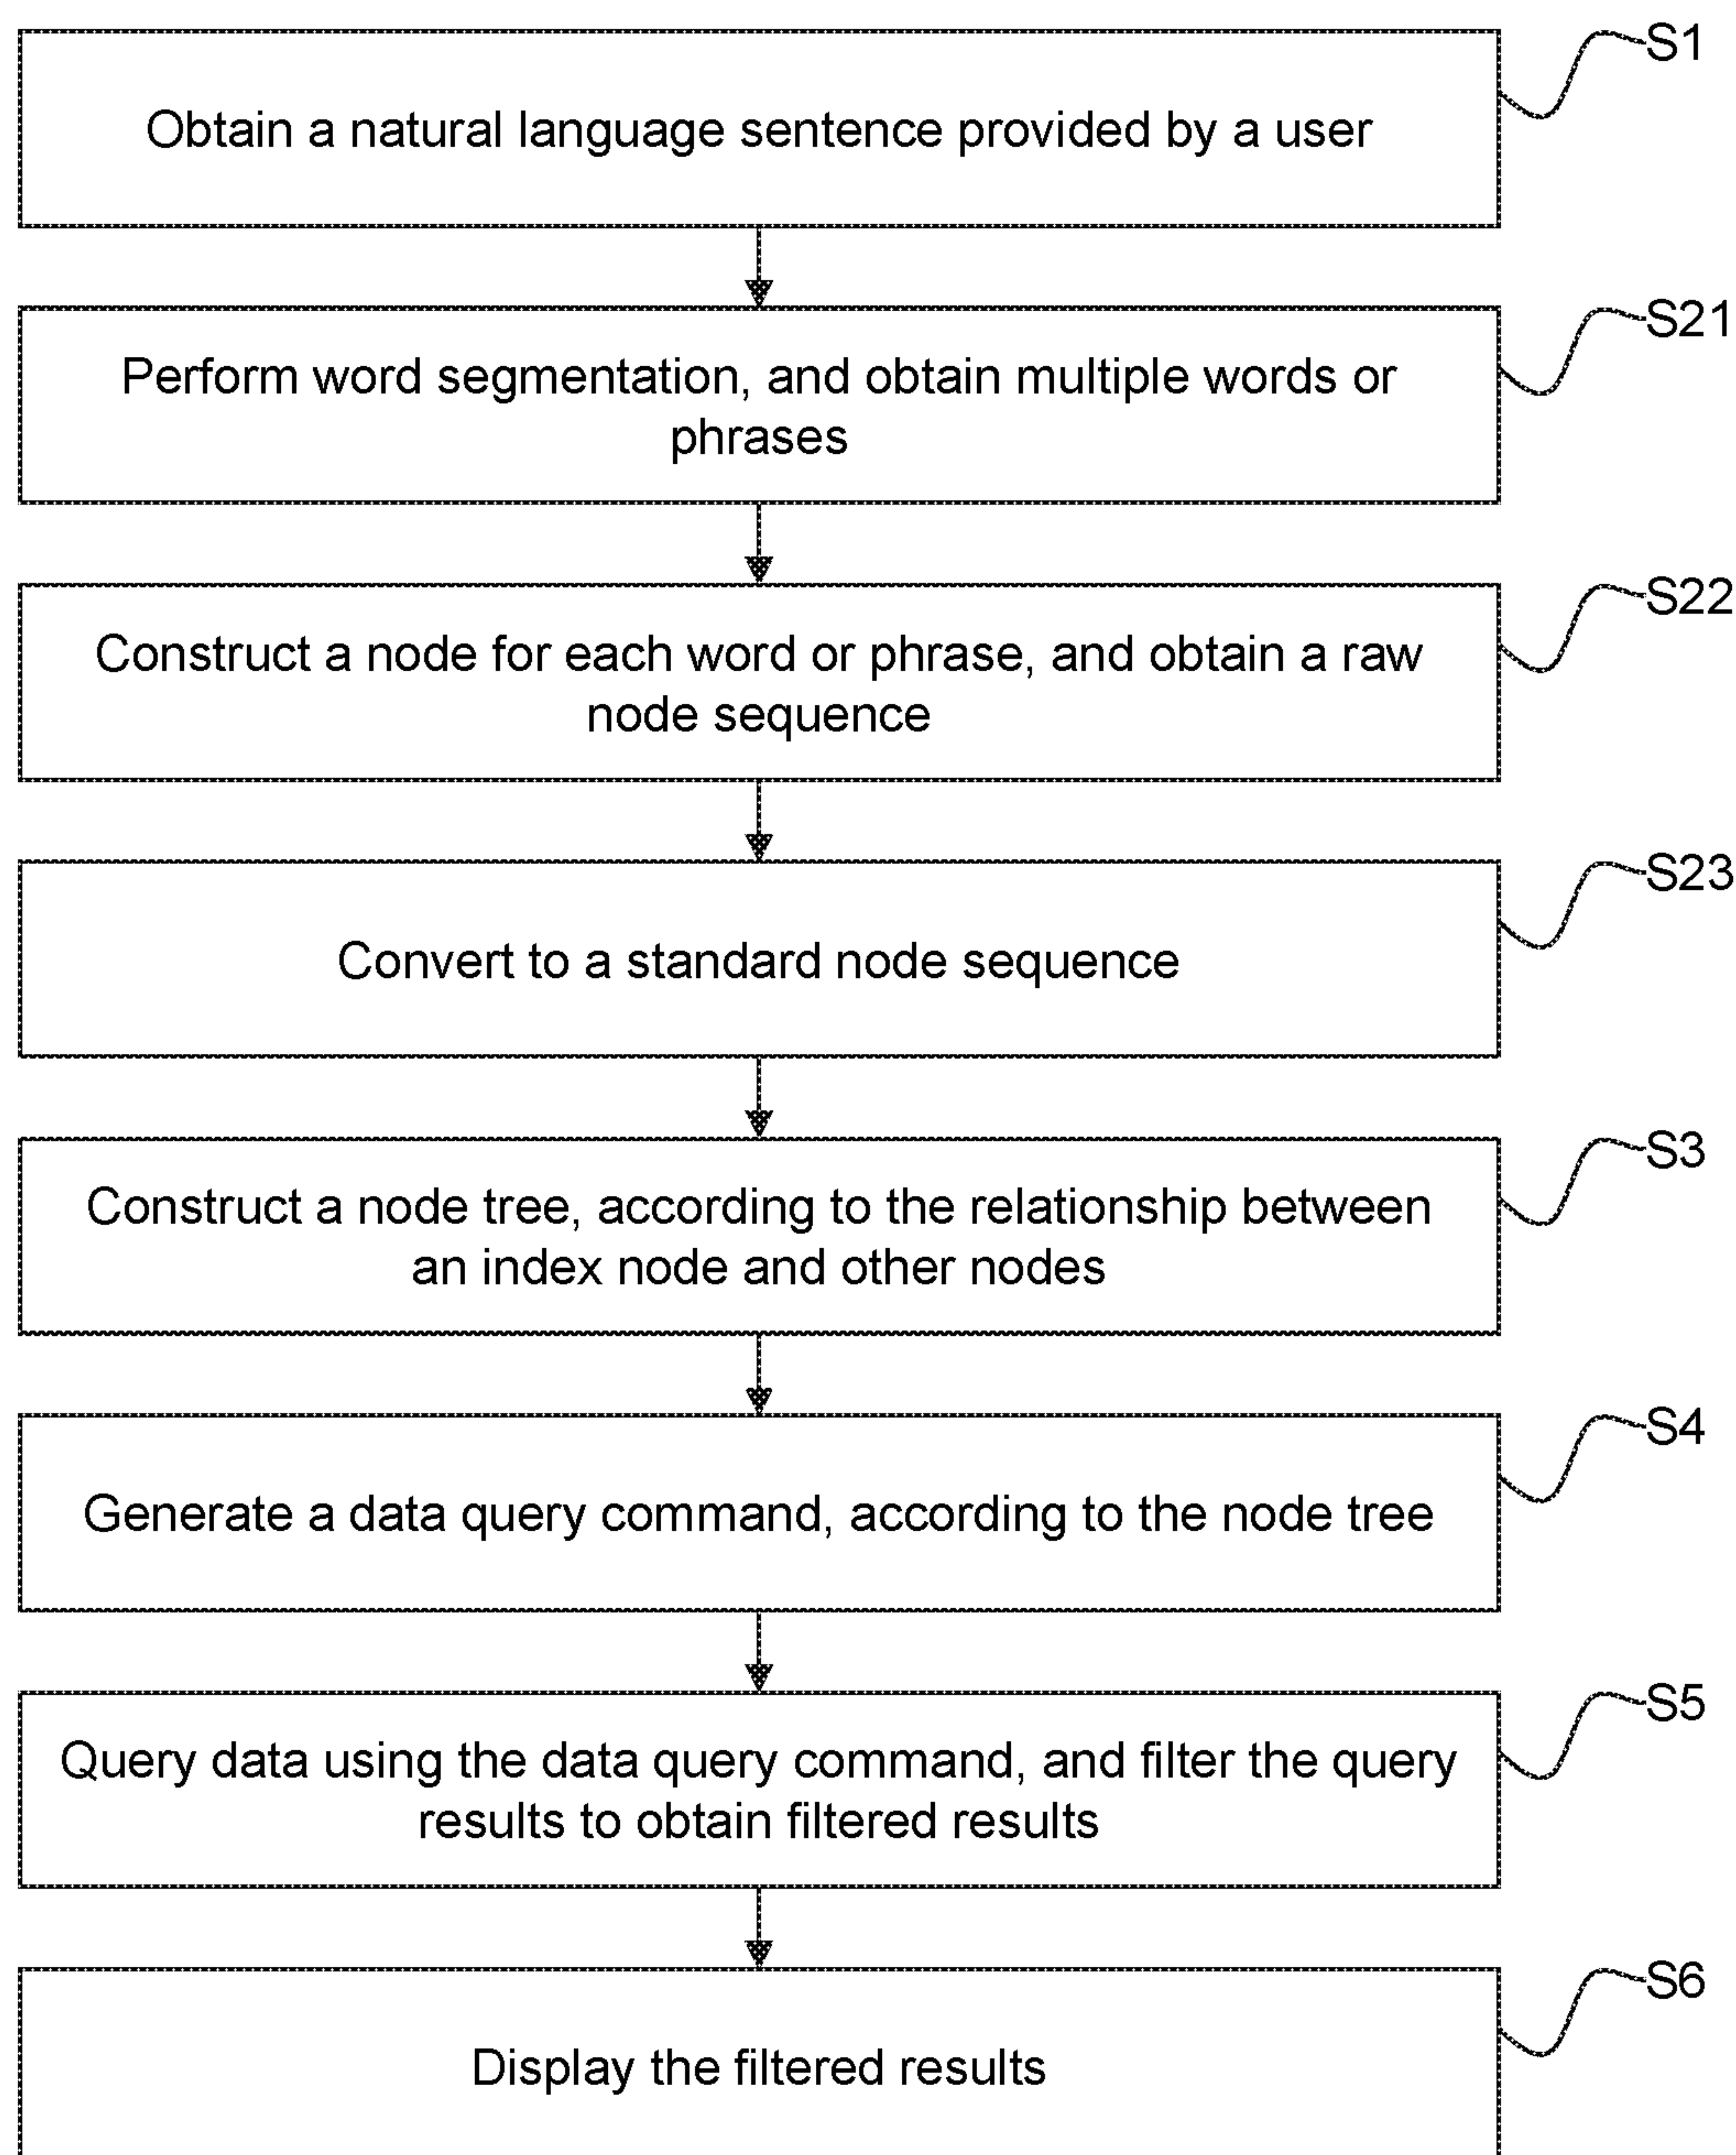 S1
Obtain a natural language sentence provided by a user
S21
Perform word segmentation, and obtain multiple words or
phrases
S22
Construct a node for each word or phrase, and obtain a raw
node sequence
S23
Convert to a standard node sequence
S3
Construct a node tree, according to the relationship between
an index node and other nodes
S4
Generate a data query command, according to the node tree
S5
Query data using the data query command, and filter the query
results to obtain filtered results
S6
Display the filtered results